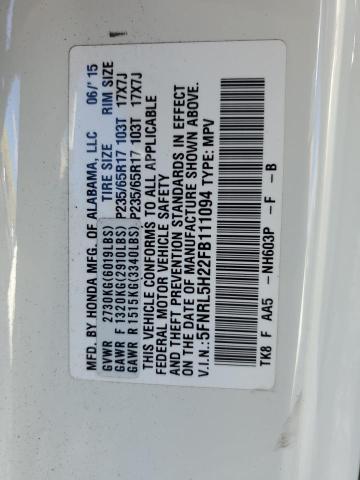 MFD. BY HONDA MFG. OF ALABAMA, LLC 06/'15
GVWR 2730KG(6019LBS) TIRE SIZE RIM SIZE
GAWR F 1320KG(2910LBS) P235/65R17 103T 17X7J
GAWR R 1515KG(3340LBS) P235/65R17 103T 17X7J
THIS VEHICLE CONFORMS TO ALL APPLICABLE
FEDERAL MOTOR VEHICLE SAFETY
AND THEFT PREVENTION STANDARDS IN EFFECT
ON THE DATE OF MANUFACTURE SHOWN ABOVE.
V.I.N.:5FNRL5H22FB111094 TYPE: MPV
TK8 F AA5 -NH603P -F -B